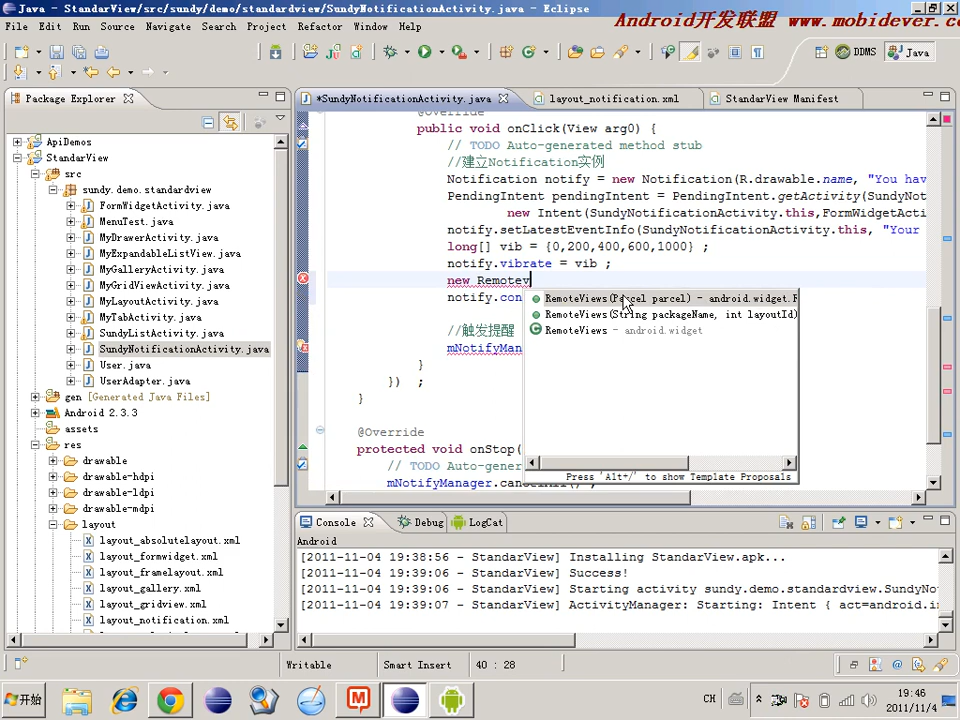 Java - StandarView/src/sundy/demo/standardview/SundyNotificationActivity.java - Eclipse
Android开发联盟 www.mobidever.co
File Edit Run Source Navigate Search Project Refactor Window Help
DDMS Java
Package Explorer
*SundyNotificationActivity.java layout_notification.xml StandarView Manifest
ApiDemos
StandarView
src
sundy.demo.standardview
FormWidgetActivity.java
MenuTest.java
MyDrawerActivity.java
MyExpandableListView.java
MyGalleryActivity.java
MyGridViewActivity.java
MyListView.java
MyTabActivity.java
SundyListActivity.java
SundyNotificationActivity.java
User.java
UserAdapter.java
gen [Generated Java Files]
Android 2.3.3
assets
res
drawable
drawable-hdpi
drawable-ldpi
drawable-mdpi
layout
layout_absolutelayout.xml
layout_formwidget.xml
layout_framelayout.xml
layout_gallery.xml
layout_gridview.xml
layout_notification.xml
@Override
public void onClick(View arg0) {
// TODO Auto-generated method stub
//建立Notification实例
Notification notify = new Notification(R.drawable.name, "You hav
PendingIntent pendingIntent = PendingIntent.getActivity(SundyNot
new Intent(SundyNotificationActivity.this,FormWidgetActi
notify.setLatestEventInfo(SundyNotificationActivity.this, "Your
long[] vib = {0,200,400,600,1000} ;
notify.vibrate = vib ;
new Remotev
notify.con
//触发提醒
mNotifyMan
}
}) ;
}
@Override
protected void onStop(
// TODO Auto-gener
mNotifyManager.cancelAll() ;
RemoteViews(Parcel parcel) - android.widget.R
RemoteViews(String packageName, int layoutId)
RemoteViews - android.widget
Press 'Alt+/' to show Template Proposals
Console Debug LogCat
Android
[2011-11-04 19:38:56 - StandarView] Installing StandarView.apk...
[2011-11-04 19:39:06 - StandarView] Success!
[2011-11-04 19:39:06 - StandarView] Starting activity sundy.demo.standardview.SundyNo
[2011-11-04 19:39:07 - StandarView] ActivityManager: Starting: Intent { act=android.in
Writable Smart Insert 40 : 28
开始
CH
19:46
2011/11/4